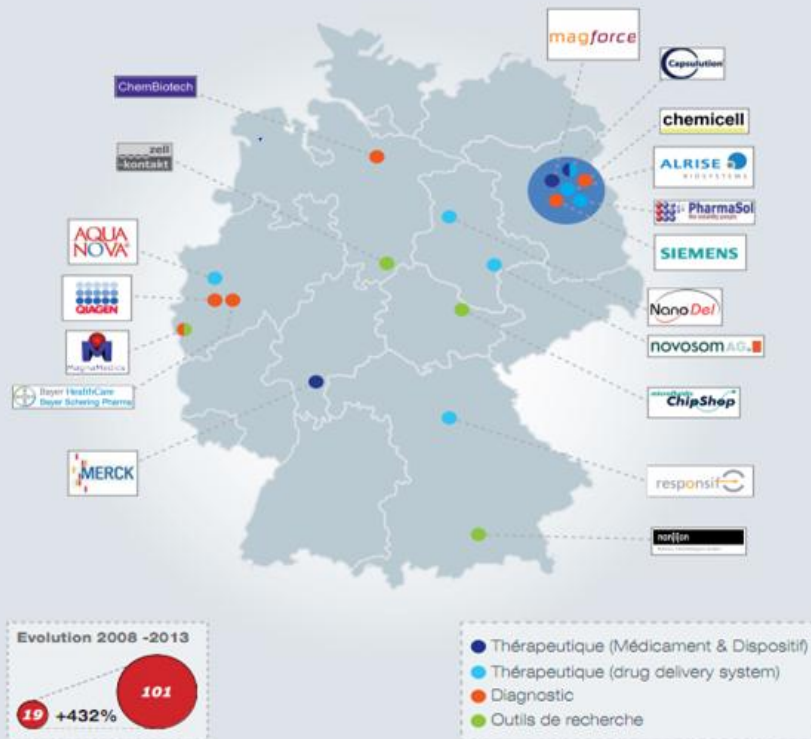 magforce
Capsulution
ChemBiotech
chemicell
zell
-kontakt
ALRISE
BIOSYSTEMS
PharmaSol
AQUA
NOVA
SIEMENS
QIAGEN
NanoDel
novosom AG
MagnaMedics
Bayer HealthCare
Bayer Schering Pharma
microfluidic
ChipShop
MERCK
responsif
Evolution 2008 -2013
19
+432%
101
Thérapeutique (Médicament & Dispositif)
Thérapeutique (drug delivery system)
Diagnostic
Outils de recherche